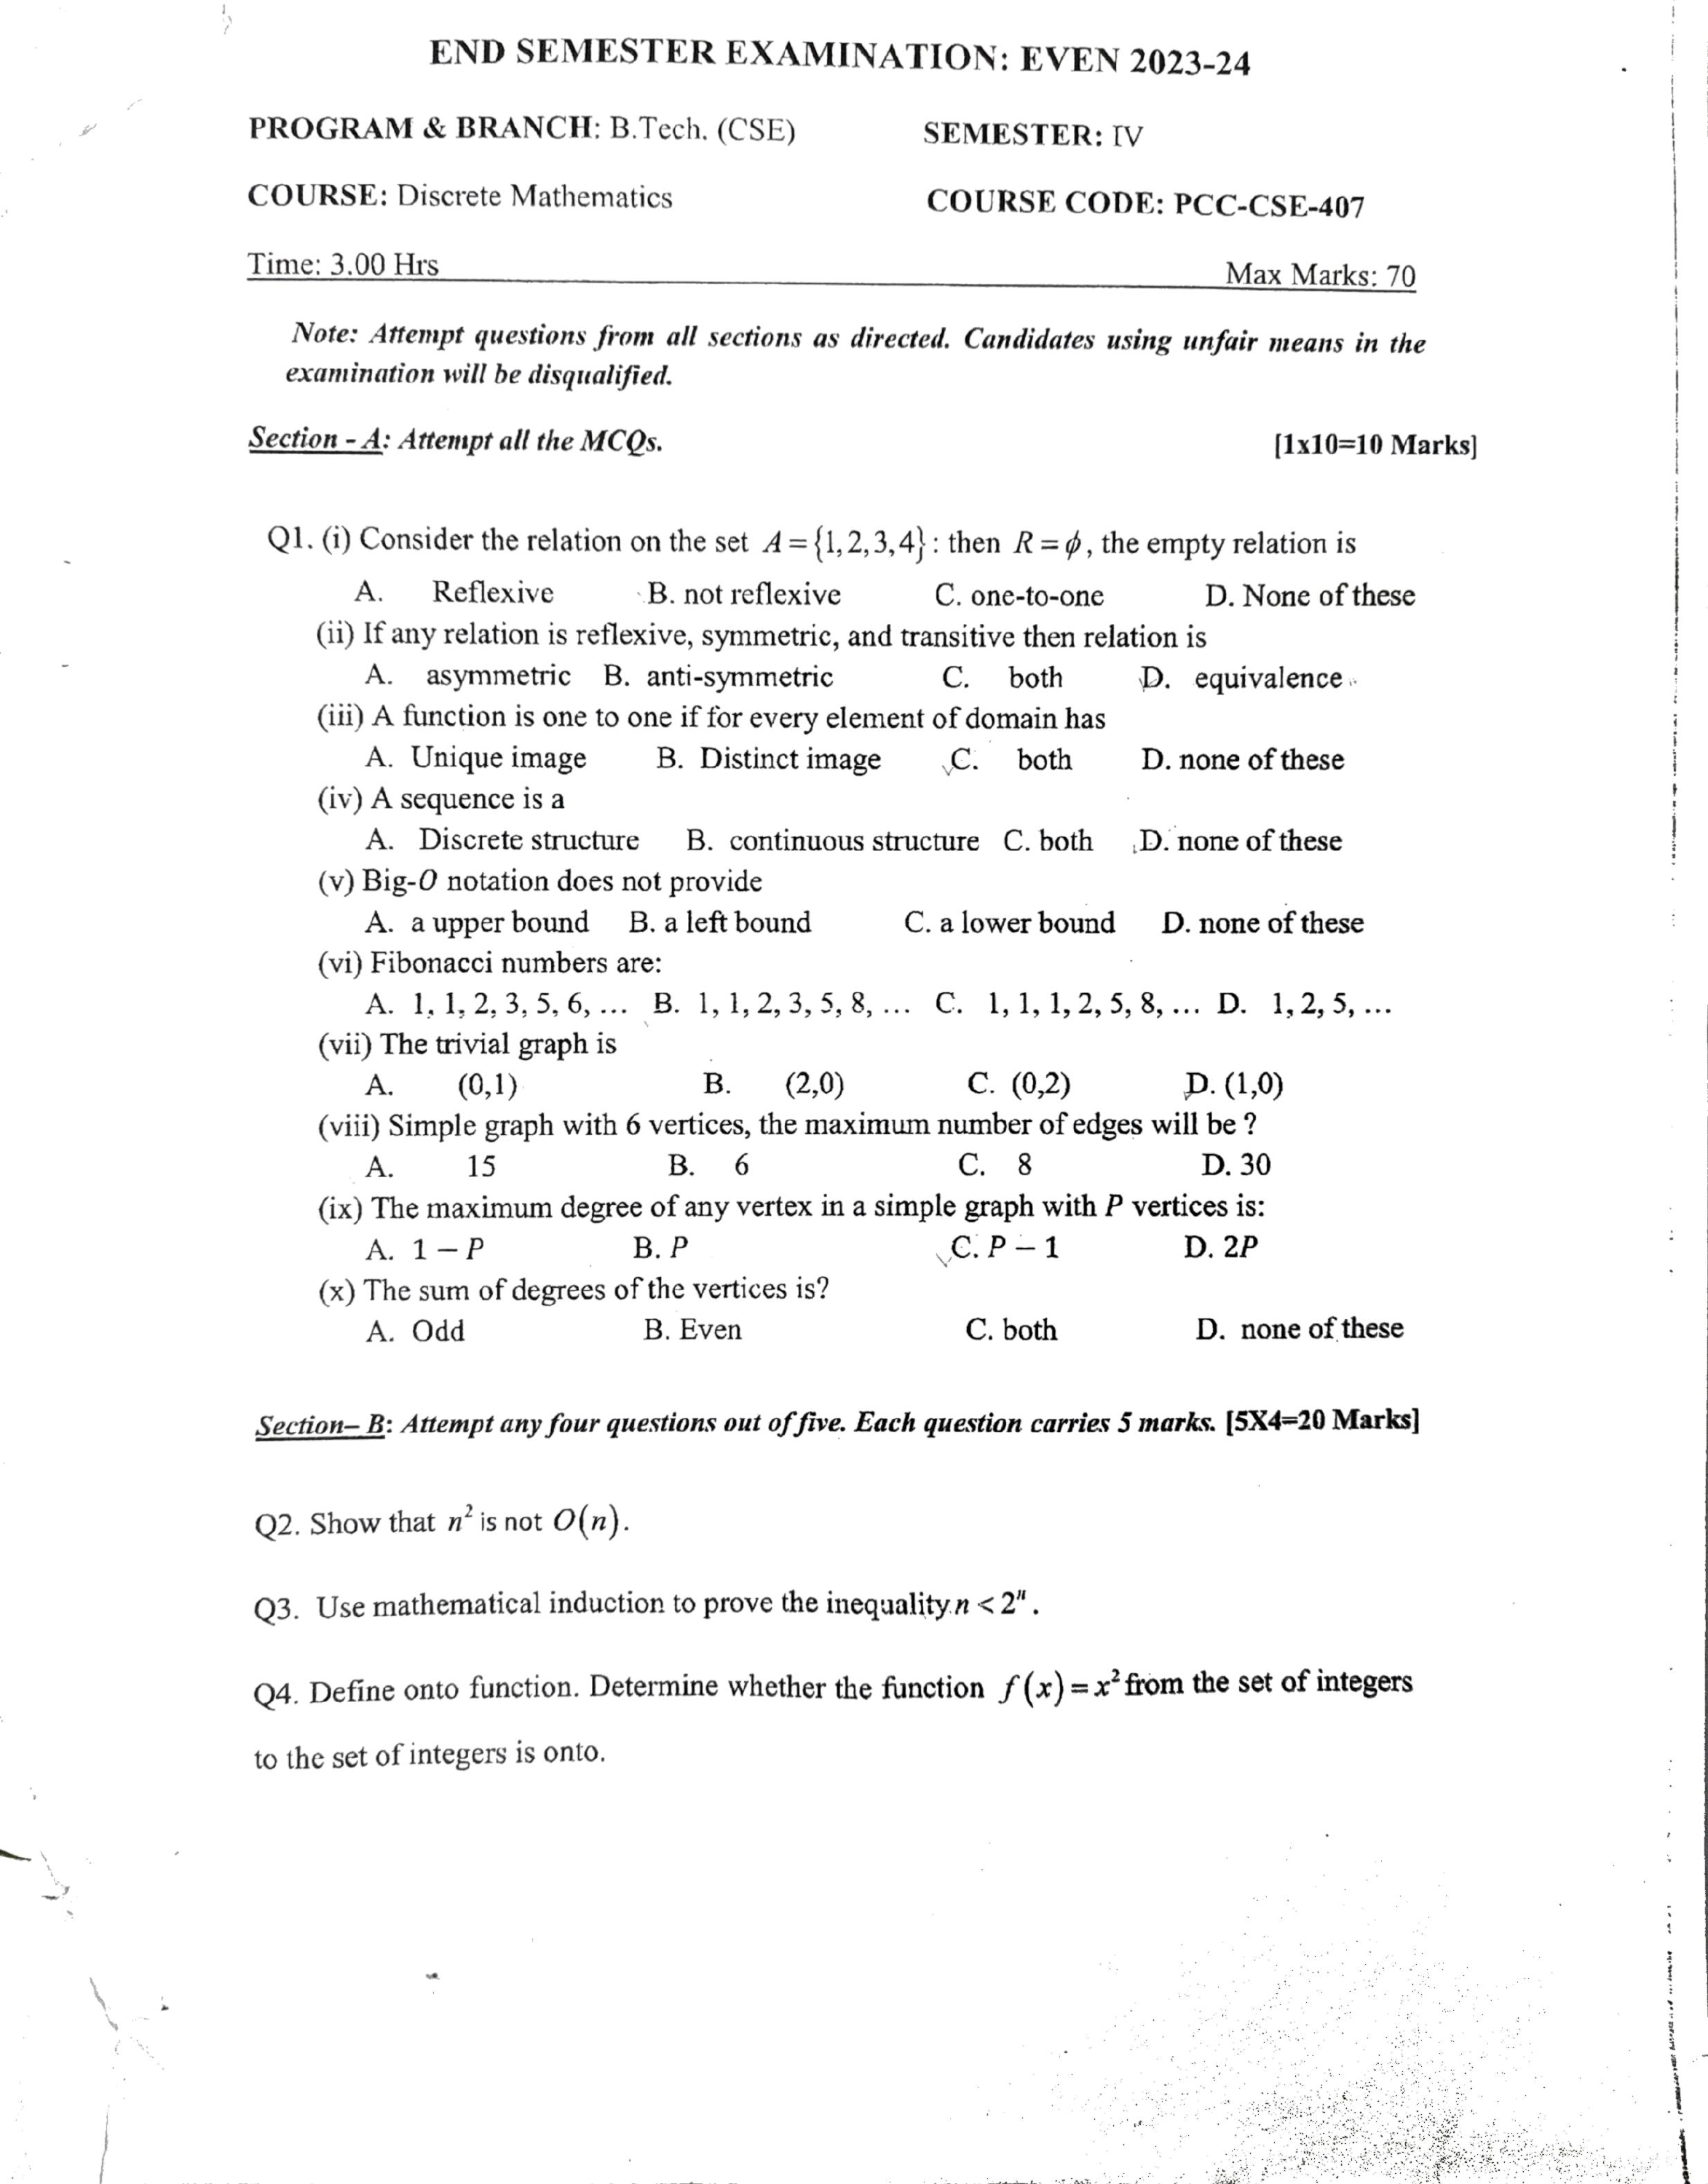 END SEMESTER EXAMINATION: EVEN 2023-24
PROGRAM & BRANCH: B.Tech. (CSE) SEMESTER: IV
COURSE: Discrete Mathematics COURSE CODE: PCC-CSE-407
Time: 3.00 Hrs Max Marks: 70
Note: Attempt questions from all sections as directed. Candidates using unfair means in the
examination will be disqualified.
Section - A: Attempt all the MCQs. [1x10=10 Marks]
Q1. (i) Consider the relation on the set A = {1,2,3,4} : then R = ϕ, the empty relation is
A. Reflexive B. not reflexive C. one-to-one D. None of these
(ii) If any relation is reflexive, symmetric, and transitive then relation is
A. asymmetric B. anti-symmetric C. both D. equivalence
(iii) A function is one to one if for every element of domain has
A. Unique image B. Distinct image C. both D. none of these
(iv) A sequence is a
A. Discrete structure B. continuous structure C. both D. none of these
(v) Big-O notation does not provide
A. a upper bound B. a left bound C. a lower bound D. none of these
(vi) Fibonacci numbers are:
A. 1, 1, 2, 3, 5, 6, … B. 1, 1, 2, 3, 5, 8, … C. 1, 1, 1, 2, 5, 8, … D. 1, 2, 5, …
(vii) The trivial graph is
A. (0,1) B. (2,0) C. (0,2) D. (1,0)
(viii) Simple graph with 6 vertices, the maximum number of edges will be ?
A. 15 B. 6 C. 8 D. 30
(ix) The maximum degree of any vertex in a simple graph with P vertices is:
A. 1 – P B. P C. P – 1 D. 2P
(x) The sum of degrees of the vertices is?
A. Odd B. Even C. both D. none of these
Section– B: Attempt any four questions out of five. Each question carries 5 marks. [5X4=20 Marks]
Q2. Show that n² is not O(n).
Q3. Use mathematical induction to prove the inequality n < 2ⁿ.
Q4. Define onto function. Determine whether the function f(x) = x² from the set of integers
to the set of integers is onto.